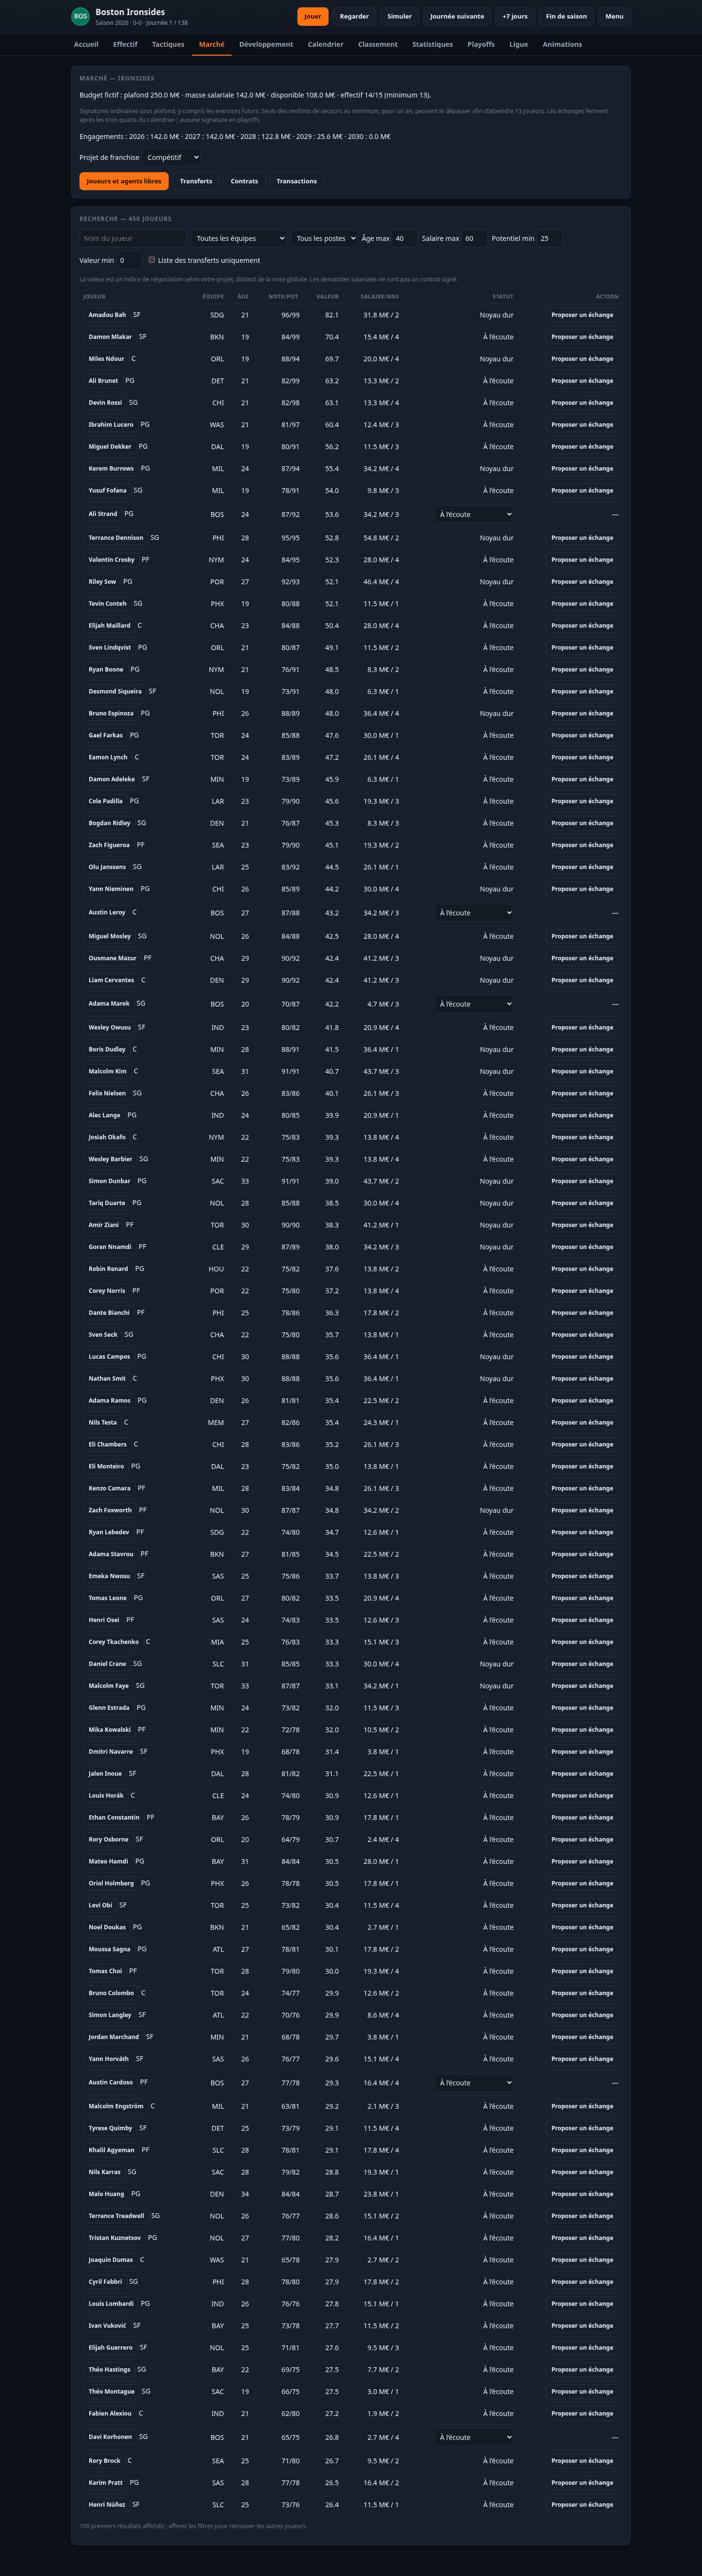 BOS
Boston Ironsides
Saison 2026 · 0-0 · Journée 1 / 138
Jouer Regarder Simuler Journée suivante +7 jours Fin de saison Menu
Accueil Effectif Tactiques Marché Développement Calendrier Classement Statistiques Playoffs Ligue Animations
MARCHÉ — IRONSIDES
Budget fictif : plafond 250.0 M€ · masse salariale 142.0 M€ · disponible 108.0 M€ · effectif 14/15 (minimum 13).
Signatures ordinaires sous plafond, y compris les exercices futurs. Seuls des renforts de secours au minimum, pour un an, peuvent le dépasser afin d’atteindre 13 joueurs. Les échanges ferment
après les trois quarts du calendrier ; aucune signature en playoffs.
Engagements : 2026 : 142.0 M€ · 2027 : 142.0 M€ · 2028 : 122.8 M€ · 2029 : 25.6 M€ · 2030 : 0.0 M€
Projet de franchise Compétitif
Joueurs et agents libres Transferts Contrats Transactions
RECHERCHE — 450 JOUEURS
Nom du joueur Toutes les équipes Tous les postes Âge max 40 Salaire max 60 Potentiel min 25
Valeur min 0 Liste des transferts uniquement
La valeur est un indice de négociation selon votre projet, distinct de la note globale. Les demandes salariales ne sont pas un contrat signé.
JOUEUR ÉQUIPE ÂGE NOTE/POT. VALEUR SALAIRE/ANS STATUT ACTION
Amadou Bah SF SDG 21 96/99 82.1 31.8 M€ / 2 Noyau dur Proposer un échange
Damon Mlakar SF BKN 19 84/99 70.4 15.4 M€ / 4 À l’écoute Proposer un échange
Miles Ndour C ORL 19 88/94 69.7 20.0 M€ / 4 Noyau dur Proposer un échange
Ali Brunet PG DET 21 82/99 63.2 13.3 M€ / 2 À l’écoute Proposer un échange
Devin Rossi SG CHI 21 82/98 63.1 13.3 M€ / 4 À l’écoute Proposer un échange
Ibrahim Lucero PG WAS 21 81/97 60.4 12.4 M€ / 3 À l’écoute Proposer un échange
Miguel Dekker PG DAL 19 80/91 56.2 11.5 M€ / 3 À l’écoute Proposer un échange
Kerem Burrows PG MIL 24 87/94 55.4 34.2 M€ / 4 Noyau dur Proposer un échange
Yusuf Fofana SG MIL 19 78/91 54.0 9.8 M€ / 3 À l’écoute Proposer un échange
Ali Strand PG BOS 24 87/92 53.6 34.2 M€ / 3 À l’écoute —
Terrance Dennison SG PHI 28 95/95 52.8 54.8 M€ / 2 Noyau dur Proposer un échange
Valentin Crosby PF NYM 24 84/95 52.3 28.0 M€ / 4 À l’écoute Proposer un échange
Riley Sow PG POR 27 92/93 52.1 46.4 M€ / 4 Noyau dur Proposer un échange
Tevin Conteh SG PHX 19 80/88 52.1 11.5 M€ / 1 À l’écoute Proposer un échange
Elijah Maillard C CHA 23 84/88 50.4 28.0 M€ / 4 À l’écoute Proposer un échange
Sven Lindqvist PG ORL 21 80/87 49.1 11.5 M€ / 2 À l’écoute Proposer un échange
Ryan Boone PG NYM 21 76/91 48.5 8.3 M€ / 2 À l’écoute Proposer un échange
Desmond Siqueira SF NOL 19 73/91 48.0 6.3 M€ / 1 À l’écoute Proposer un échange
Bruno Espinoza PG PHI 26 88/89 48.0 36.4 M€ / 4 Noyau dur Proposer un échange
Gael Farkas PG TOR 24 85/88 47.6 30.0 M€ / 1 À l’écoute Proposer un échange
Eamon Lynch C TOR 24 83/89 47.2 26.1 M€ / 4 À l’écoute Proposer un échange
Damon Adeleke SF MIN 19 73/89 45.9 6.3 M€ / 1 À l’écoute Proposer un échange
Cole Padilla PG LAR 23 79/90 45.6 19.3 M€ / 3 À l’écoute Proposer un échange
Bogdan Ridley SG DEN 21 76/87 45.3 8.3 M€ / 3 À l’écoute Proposer un échange
Zach Figueroa PF SEA 23 79/90 45.1 19.3 M€ / 2 À l’écoute Proposer un échange
Olu Janssens SG LAR 25 83/92 44.5 26.1 M€ / 1 À l’écoute Proposer un échange
Yann Nieminen PG CHI 26 85/89 44.2 30.0 M€ / 4 Noyau dur Proposer un échange
Austin Leroy C BOS 27 87/88 43.2 34.2 M€ / 3 À l’écoute —
Miguel Mosley SG NOL 26 84/88 42.5 28.0 M€ / 4 À l’écoute Proposer un échange
Ousmane Mazur PF CHA 29 90/92 42.4 41.2 M€ / 3 Noyau dur Proposer un échange
Liam Cervantes C DEN 29 90/92 42.4 41.2 M€ / 3 Noyau dur Proposer un échange
Adama Marek SG BOS 20 70/87 42.2 4.7 M€ / 3 À l’écoute —
Wesley Owusu SF IND 23 80/82 41.8 20.9 M€ / 4 À l’écoute Proposer un échange
Boris Dudley C MIN 28 88/91 41.5 36.4 M€ / 1 Noyau dur Proposer un échange
Malcolm Kim C SEA 31 91/91 40.7 43.7 M€ / 3 Noyau dur Proposer un échange
Felix Nielsen SG CHA 26 83/86 40.1 26.1 M€ / 3 À l’écoute Proposer un échange
Alec Lange PG IND 24 80/85 39.9 20.9 M€ / 1 À l’écoute Proposer un échange
Josiah Okafo C NYM 22 75/83 39.3 13.8 M€ / 4 À l’écoute Proposer un échange
Wesley Barbier SG MIN 22 75/83 39.3 13.8 M€ / 4 À l’écoute Proposer un échange
Simon Dunbar PG SAC 33 91/91 39.0 43.7 M€ / 2 Noyau dur Proposer un échange
Tariq Duarte PG NOL 28 85/88 38.5 30.0 M€ / 4 Noyau dur Proposer un échange
Amir Ziani PF TOR 30 90/90 38.3 41.2 M€ / 1 Noyau dur Proposer un échange
Goran Nnamdi PF CLE 29 87/89 38.0 34.2 M€ / 3 Noyau dur Proposer un échange
Robin Renard PG HOU 22 75/82 37.6 13.8 M€ / 2 À l’écoute Proposer un échange
Corey Norris PF POR 22 75/80 37.2 13.8 M€ / 4 À l’écoute Proposer un échange
Dante Bianchi PF PHI 25 78/86 36.3 17.8 M€ / 2 À l’écoute Proposer un échange
Sven Seck SG CHA 22 75/80 35.7 13.8 M€ / 1 À l’écoute Proposer un échange
Lucas Campos PG CHI 30 88/88 35.6 36.4 M€ / 1 Noyau dur Proposer un échange
Nathan Smit C PHX 30 88/88 35.6 36.4 M€ / 1 Noyau dur Proposer un échange
Adama Ramos PG DEN 26 81/81 35.4 22.5 M€ / 2 À l’écoute Proposer un échange
Nils Testa C MEM 27 82/86 35.4 24.3 M€ / 1 À l’écoute Proposer un échange
Eli Chambers C CHI 28 83/86 35.2 26.1 M€ / 3 À l’écoute Proposer un échange
Eli Monteiro PG DAL 23 75/82 35.0 13.8 M€ / 1 À l’écoute Proposer un échange
Kenzo Camara PF MIL 28 83/84 34.8 26.1 M€ / 3 À l’écoute Proposer un échange
Zach Foxworth PF NOL 30 87/87 34.8 34.2 M€ / 2 Noyau dur Proposer un échange
Ryan Lebedev PF SDG 22 74/80 34.7 12.6 M€ / 1 À l’écoute Proposer un échange
Adama Stavrou PF BKN 27 81/85 34.5 22.5 M€ / 2 À l’écoute Proposer un échange
Emeka Nwosu SF SAS 25 75/86 33.7 13.8 M€ / 3 À l’écoute Proposer un échange
Tomas Leone PG ORL 27 80/82 33.5 20.9 M€ / 4 À l’écoute Proposer un échange
Henri Osei PF SAS 24 74/83 33.5 12.6 M€ / 3 À l’écoute Proposer un échange
Corey Tkachenko C MIA 25 76/83 33.3 15.1 M€ / 3 À l’écoute Proposer un échange
Daniel Crane SG SLC 31 85/85 33.3 30.0 M€ / 4 Noyau dur Proposer un échange
Malcolm Faye SG TOR 33 87/87 33.1 34.2 M€ / 1 Noyau dur Proposer un échange
Glenn Estrada PG MIN 24 73/82 32.0 11.5 M€ / 3 À l’écoute Proposer un échange
Mika Kowalski PF MIN 22 72/78 32.0 10.5 M€ / 2 À l’écoute Proposer un échange
Dmitri Navarre SF PHX 19 68/78 31.4 3.8 M€ / 1 À l’écoute Proposer un échange
Jalen Inoue SF DAL 28 81/82 31.1 22.5 M€ / 1 À l’écoute Proposer un échange
Louis Horák C CLE 24 74/80 30.9 12.6 M€ / 1 À l’écoute Proposer un échange
Ethan Constantin PF BAY 26 78/79 30.9 17.8 M€ / 1 À l’écoute Proposer un échange
Rory Osborne SF ORL 20 64/79 30.7 2.4 M€ / 4 À l’écoute Proposer un échange
Mateo Hamdi PG BAY 31 84/84 30.5 28.0 M€ / 1 À l’écoute Proposer un échange
Oriol Holmberg PG PHX 26 78/78 30.5 17.8 M€ / 1 À l’écoute Proposer un échange
Levi Obi SF TOR 25 73/82 30.4 11.5 M€ / 4 À l’écoute Proposer un échange
Noel Doukas PG BKN 21 65/82 30.4 2.7 M€ / 1 À l’écoute Proposer un échange
Moussa Sagna PG ATL 27 78/81 30.1 17.8 M€ / 2 À l’écoute Proposer un échange
Tomas Choi PF TOR 28 79/80 30.0 19.3 M€ / 4 À l’écoute Proposer un échange
Bruno Colombo C TOR 24 74/77 29.9 12.6 M€ / 2 À l’écoute Proposer un échange
Simon Langley SF ATL 22 70/76 29.9 8.6 M€ / 4 À l’écoute Proposer un échange
Jordan Marchand SF MIN 21 68/78 29.7 3.8 M€ / 1 À l’écoute Proposer un échange
Yann Horváth SF SAS 26 76/77 29.6 15.1 M€ / 4 À l’écoute Proposer un échange
Austin Cardoso PF BOS 27 77/78 29.3 16.4 M€ / 4 À l’écoute —
Malcolm Engström C MIL 21 63/81 29.2 2.1 M€ / 3 À l’écoute Proposer un échange
Tyrese Quimby SF DET 25 73/79 29.1 11.5 M€ / 4 À l’écoute Proposer un échange
Khalil Agyeman PF SLC 28 78/81 29.1 17.8 M€ / 4 À l’écoute Proposer un échange
Nils Karras SG SAC 28 79/82 28.8 19.3 M€ / 1 À l’écoute Proposer un échange
Malo Huang PG DEN 34 84/84 28.7 23.8 M€ / 1 À l’écoute Proposer un échange
Terrance Treadwell SG NOL 26 76/77 28.6 15.1 M€ / 2 À l’écoute Proposer un échange
Tristan Kuznetsov PG NOL 27 77/80 28.2 16.4 M€ / 1 À l’écoute Proposer un échange
Joaquin Dumas C WAS 21 65/78 27.9 2.7 M€ / 2 À l’écoute Proposer un échange
Cyril Fabbri SG PHI 28 78/80 27.9 17.8 M€ / 2 À l’écoute Proposer un échange
Louis Lombardi PG IND 26 76/76 27.8 15.1 M€ / 1 À l’écoute Proposer un échange
Ivan Vuković SF BAY 25 73/78 27.7 11.5 M€ / 2 À l’écoute Proposer un échange
Elijah Guerrero SF NOL 25 71/81 27.6 9.5 M€ / 3 À l’écoute Proposer un échange
Théo Hastings SG BAY 22 69/75 27.5 7.7 M€ / 2 À l’écoute Proposer un échange
Théo Montague SG SAC 19 66/75 27.5 3.0 M€ / 1 À l’écoute Proposer un échange
Fabien Alexiou C IND 21 62/80 27.2 1.9 M€ / 2 À l’écoute Proposer un échange
Davi Korhonen SG BOS 21 65/75 26.8 2.7 M€ / 4 À l’écoute —
Rory Brock C SEA 25 71/80 26.7 9.5 M€ / 2 À l’écoute Proposer un échange
Karim Pratt PG SAS 28 77/78 26.5 16.4 M€ / 2 À l’écoute Proposer un échange
Henri Núñez SF SLC 25 73/76 26.4 11.5 M€ / 1 À l’écoute Proposer un échange
100 premiers résultats affichés ; affinez les filtres pour retrouver les autres joueurs.